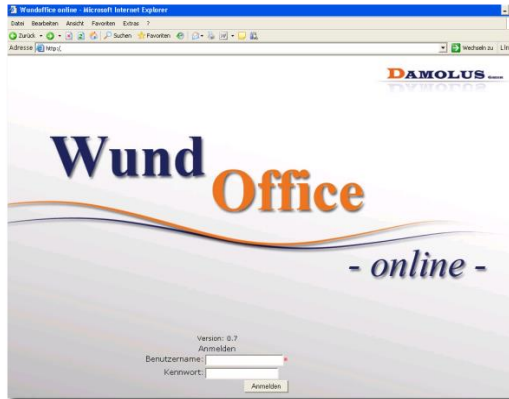 Wundoffice online - Microsoft Internet Explorer
Datei Bearbeiten Ansicht Favoriten Extras ?
Zurück Suchen Favoriten
Adresse http:/ Wechseln zu
DAMOLUS
Wund
Office
- online -
Version: 8.7
Anmelden
Benutzername: *
Kennwort:
Anmelden